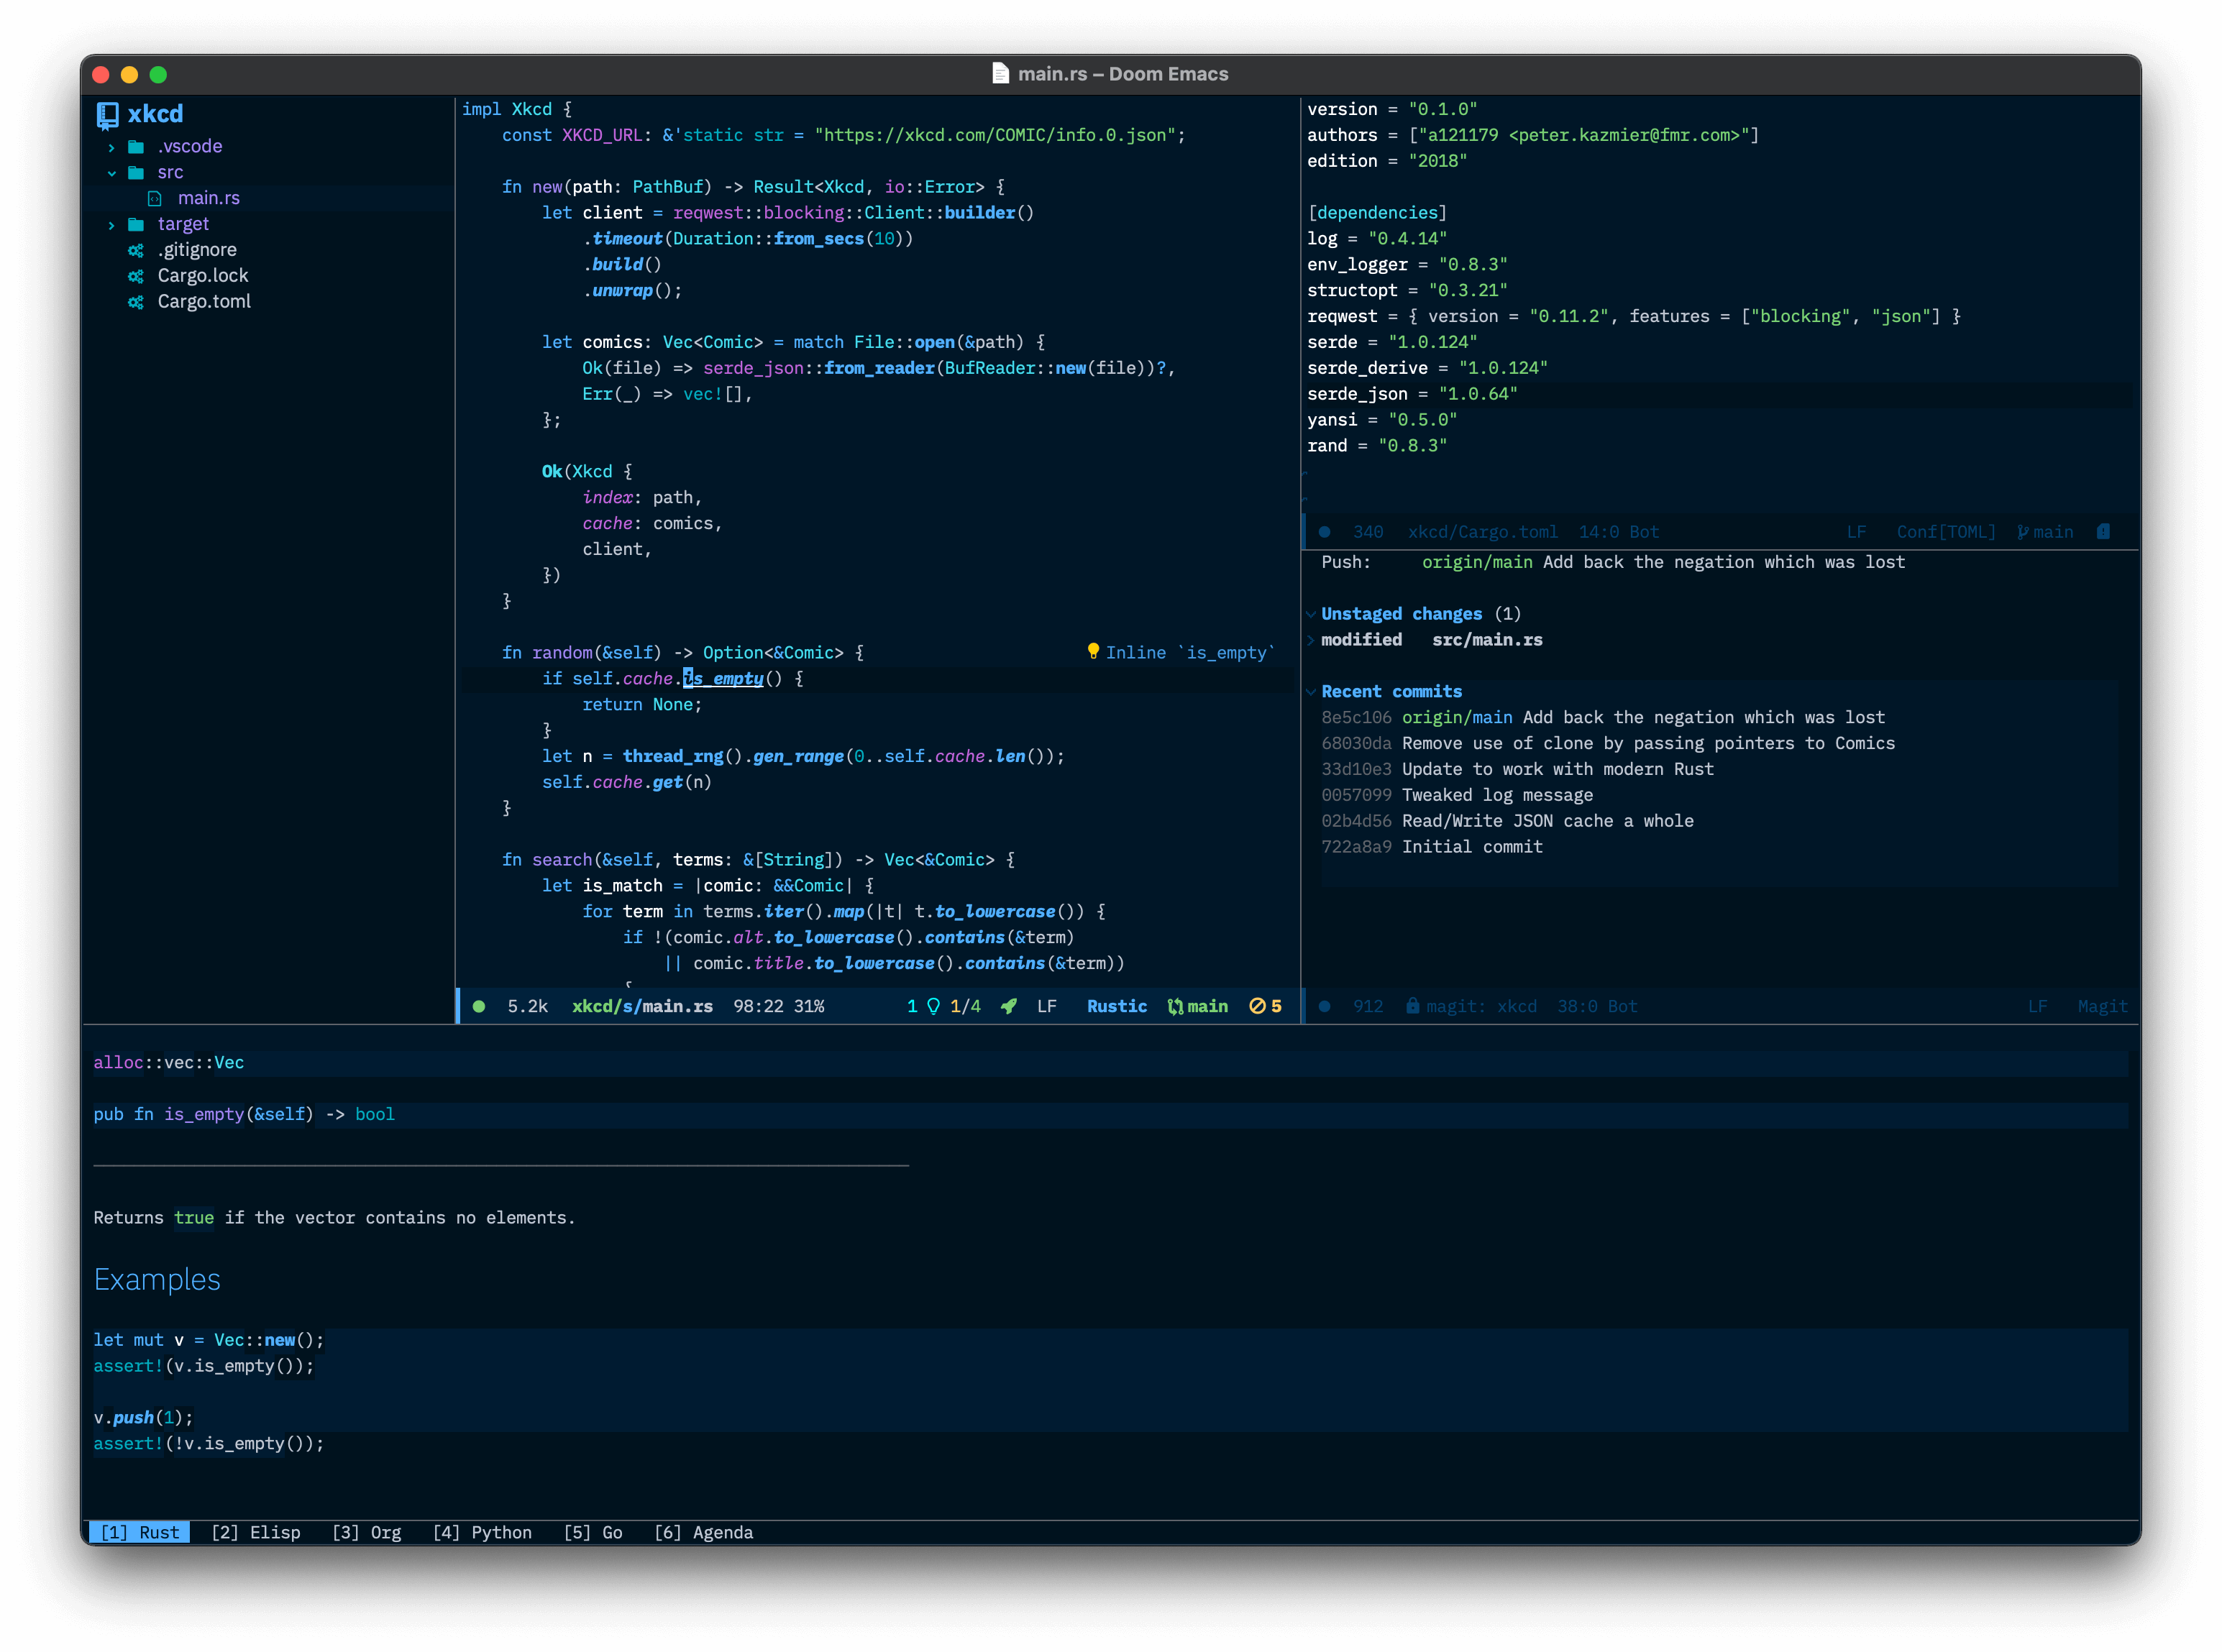 main.rs – Doom Emacs
xkcd
.vscode
src
main.rs
target
.gitignore
Cargo.lock
Cargo.toml
impl Xkcd {
    const XKCD_URL: &'static str = "https://xkcd.com/COMIC/info.0.json";

    fn new(path: PathBuf) -> Result<Xkcd, io::Error> {
        let client = reqwest::blocking::Client::builder()
            .timeout(Duration::from_secs(10))
            .build()
            .unwrap();

        let comics: Vec<Comic> = match File::open(&path) {
            Ok(file) => serde_json::from_reader(BufReader::new(file))?,
            Err(_) => vec![],
        };

        Ok(Xkcd {
            index: path,
            cache: comics,
            client,
        })
    }

    fn random(&self) -> Option<&Comic> { Inline `is_empty`
        if self.cache.is_empty() {
            return None;
        }
        let n = thread_rng().gen_range(0..self.cache.len());
        self.cache.get(n)
    }

    fn search(&self, terms: &[String]) -> Vec<&Comic> {
        let is_match = |comic: &&Comic| {
            for term in terms.iter().map(|t| t.to_lowercase()) {
                if !(comic.alt.to_lowercase().contains(&term)
                    || comic.title.to_lowercase().contains(&term))
                {
5.2k xkcd/s/main.rs 98:22 31% 1 1/4 LF Rustic main 5
version = "0.1.0"
authors = ["a121179 <peter.kazmier@fmr.com>"]
edition = "2018"

[dependencies]
log = "0.4.14"
env_logger = "0.8.3"
structopt = "0.3.21"
reqwest = { version = "0.11.2", features = ["blocking", "json"] }
serde = "1.0.124"
serde_derive = "1.0.124"
serde_json = "1.0.64"
yansi = "0.5.0"
rand = "0.8.3"
~
~
340 xkcd/Cargo.toml 14:0 Bot LF Conf[TOML] main
Push: origin/main Add back the negation which was lost

Unstaged changes (1)
modified src/main.rs

Recent commits
8e5c106 origin/main Add back the negation which was lost
68030da Remove use of clone by passing pointers to Comics
33d10e3 Update to work with modern Rust
0057099 Tweaked log message
02b4d56 Read/Write JSON cache a whole
722a8a9 Initial commit
912 magit: xkcd 38:0 Bot LF Magit
alloc::vec::Vec

pub fn is_empty(&self) -> bool

Returns true if the vector contains no elements.

Examples

let mut v = Vec::new();
assert!(v.is_empty());

v.push(1);
assert!(!v.is_empty());
[1] Rust [2] Elisp [3] Org [4] Python [5] Go [6] Agenda